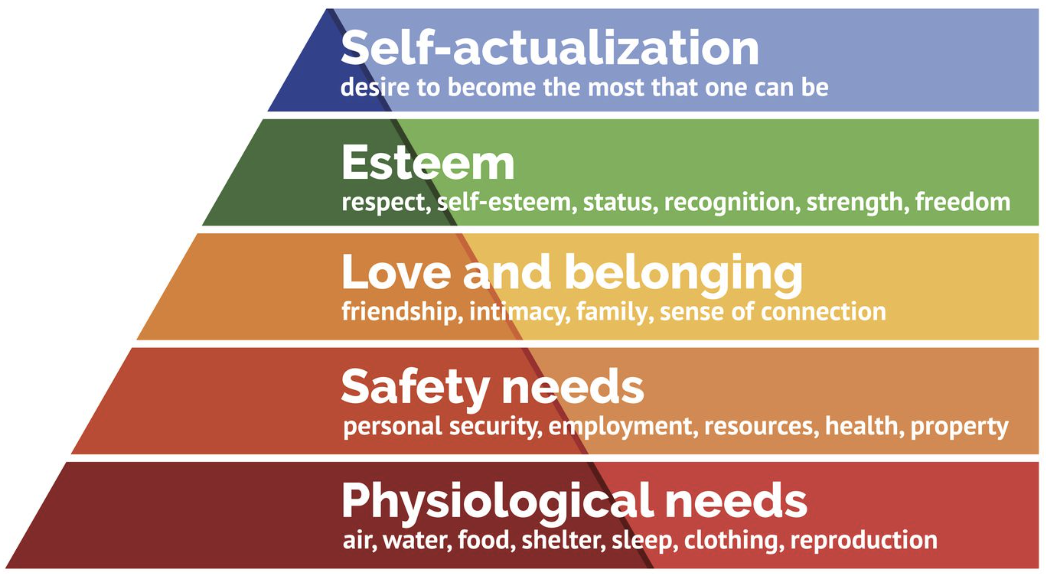 Self-actualization
desire to become the most that one can be
Esteem
respect, self-esteem, status, recognition, strength, freedom
Love and belonging
friendship, intimacy, family, sense of connection
Safety needs
personal security, employment, resources, health, property
Physiological needs
air, water, food, shelter, sleep, clothing, reproduction